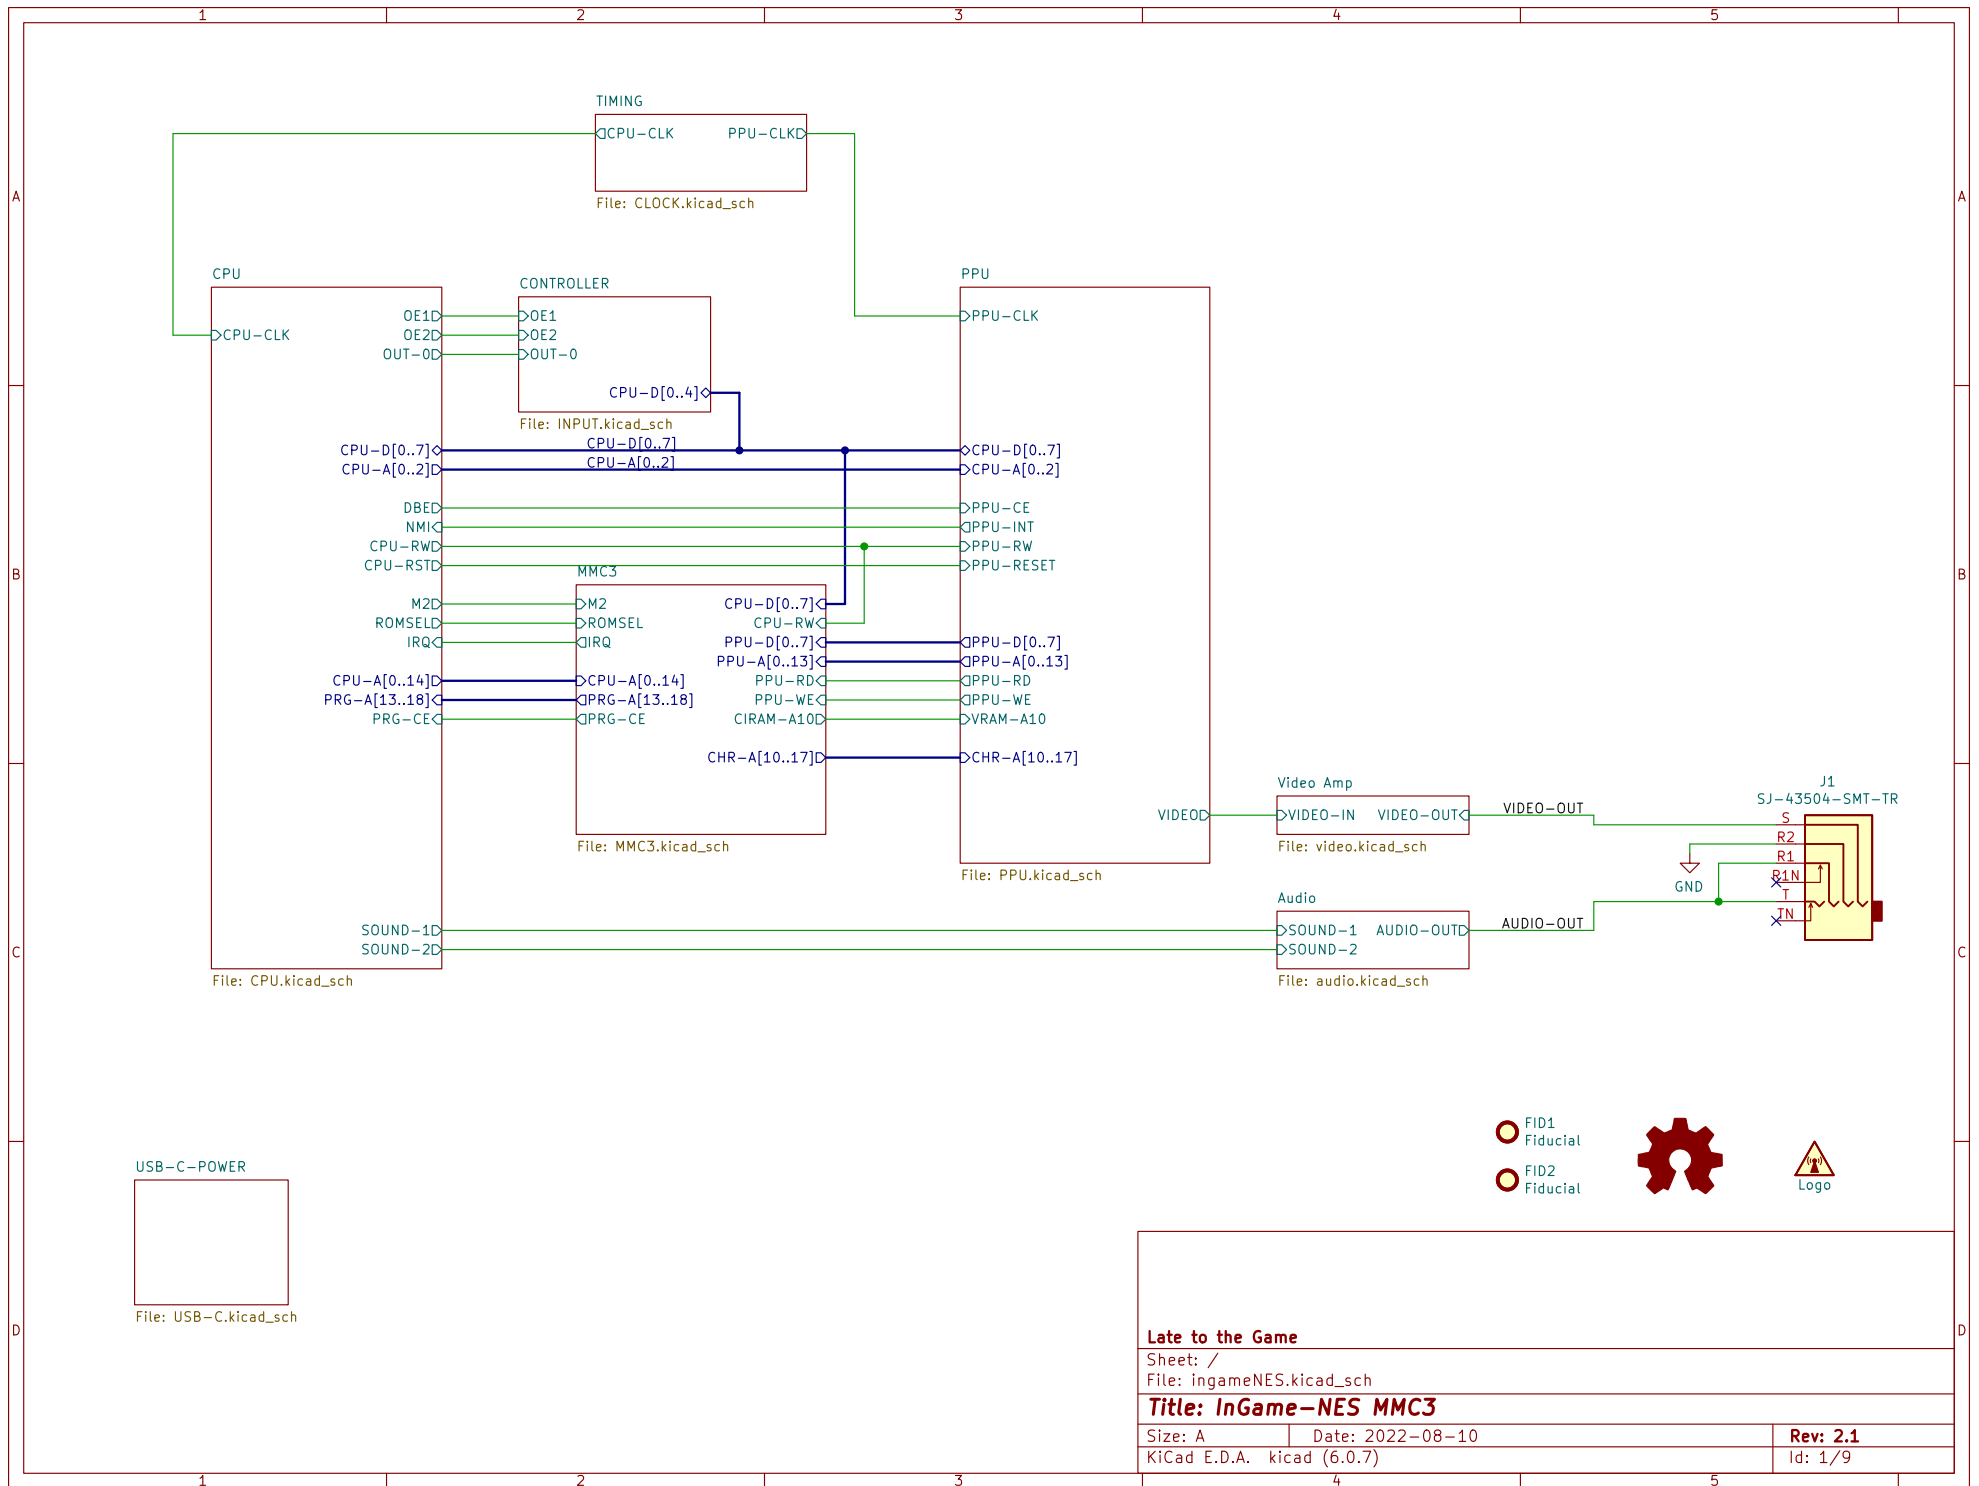 1 2 3 4 5
A A
B B
C C
D D
TIMING
CPU-CLK PPU-CLK
File: CLOCK.kicad_sch
CPU
CPU-CLK
OE1
OE2
OUT-0
CPU-D[0..7]
CPU-A[0..2]
DBE
NMI
CPU-RW
CPU-RST
M2
ROMSEL
IRQ
CPU-A[0..14]
PRG-A[13..18]
PRG-CE
SOUND-1
SOUND-2
File: CPU.kicad_sch
CONTROLLER
OE1
OE2
OUT-0
CPU-D[0..4]
File: INPUT.kicad_sch
CPU-D[0..7]
CPU-A[0..2]
MMC3
M2
ROMSEL
IRQ
CPU-A[0..14]
PRG-A[13..18]
PRG-CE
CPU-D[0..7]
CPU-RW
PPU-D[0..7]
PPU-A[0..13]
PPU-RD
PPU-WE
CIRAM-A10
CHR-A[10..17]
File: MMC3.kicad_sch
PPU
PPU-CLK
CPU-D[0..7]
CPU-A[0..2]
PPU-CE
PPU-INT
PPU-RW
PPU-RESET
PPU-D[0..7]
PPU-A[0..13]
PPU-RD
PPU-WE
VRAM-A10
CHR-A[10..17]
VIDEO
File: PPU.kicad_sch
Video Amp
VIDEO-IN VIDEO-OUT
File: video.kicad_sch
VIDEO-OUT
Audio
SOUND-1 AUDIO-OUT
SOUND-2
File: audio.kicad_sch
AUDIO-OUT
J1
SJ-43504-SMT-TR
S
R2
R1
R1N
T
TN
GND
USB-C-POWER
File: USB-C.kicad_sch
FID1
Fiducial
FID2
Fiducial
Logo
Late to the Game
Sheet: /
File: ingameNES.kicad_sch
Title: InGame-NES MMC3
Size: A Date: 2022-08-10 Rev: 2.1
KiCad E.D.A. kicad (6.0.7) Id: 1/9
1 2 3 4 5